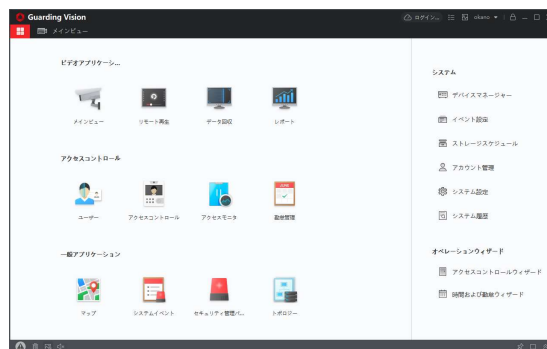 Guarding Vision
ログイン...
okano
メインビュー
ビデオアプリケーシ...
メインビュー
リモート再生
データ回収
レポート
アクセスコントロール
ユーザー
アクセスコントロール
アクセスモニタ
勤怠管理
一般アプリケーション
マップ
システムイベント
セキュリティ管理パ...
トポロジー
システム
デバイスマネージャー
イベント設定
ストレージスケジュール
アカウント管理
システム設定
システム履歴
オペレーションウィザード
アクセスコントロールウィザード
時間および勤怠ウィザード